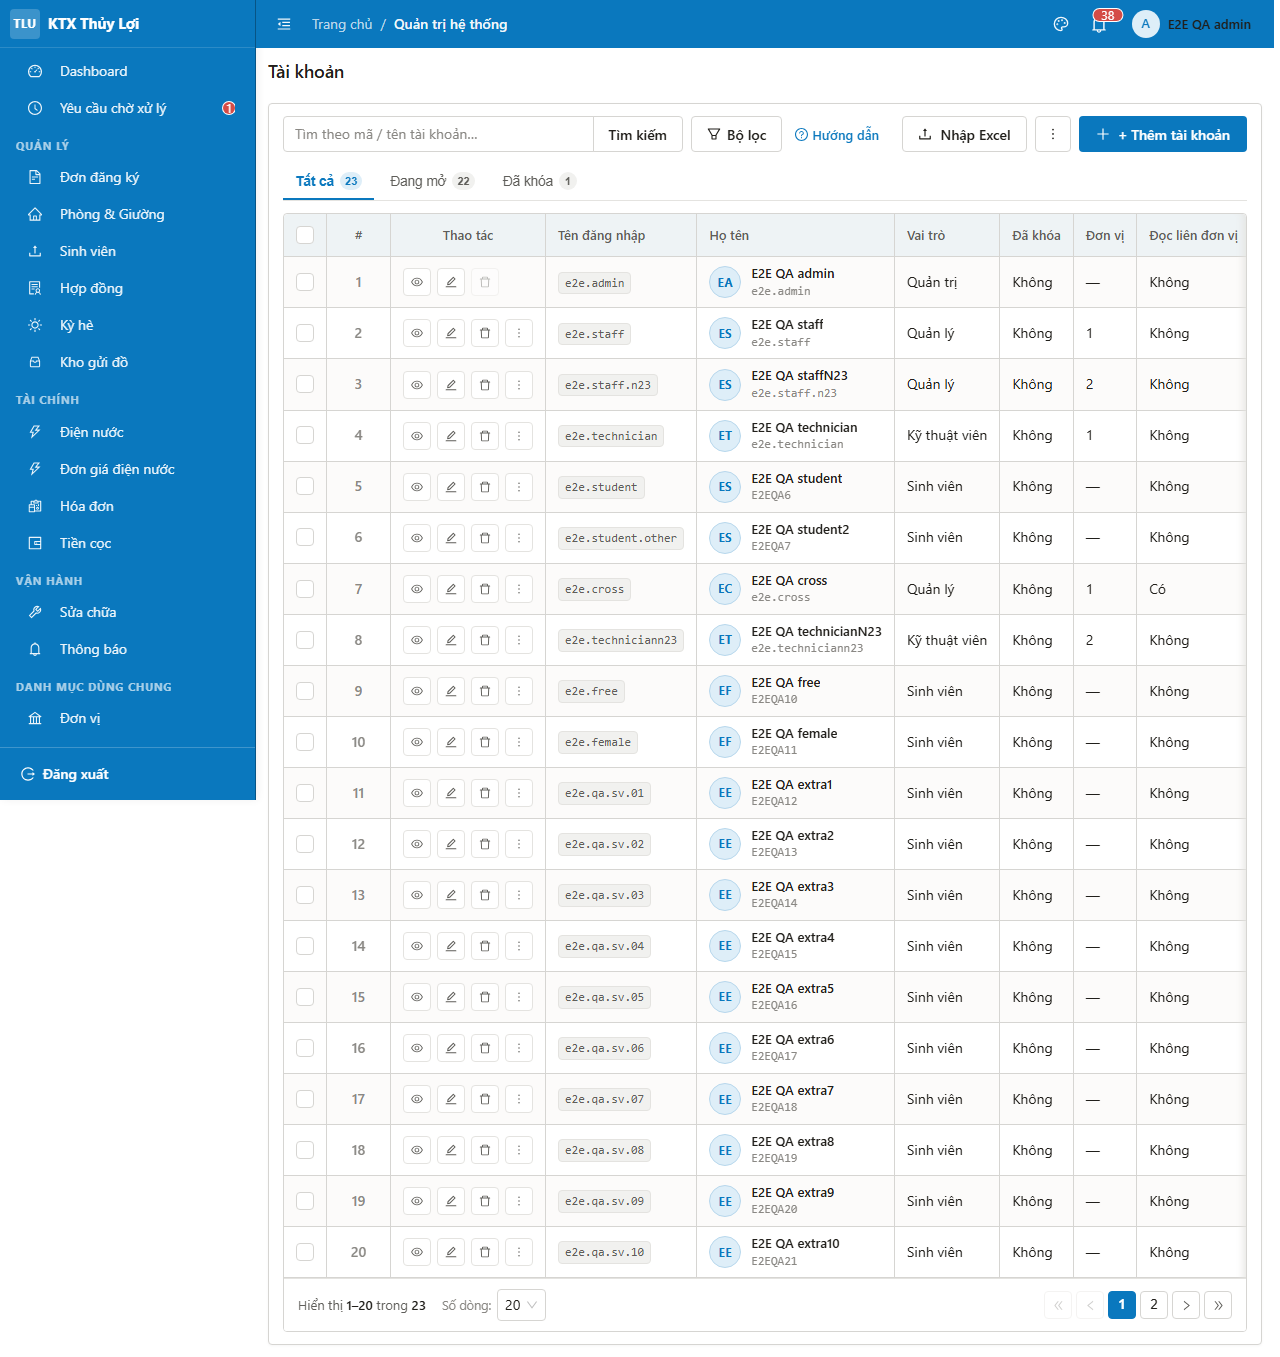 TLU KTX Thủy Lợi
Trang chủ / Quản trị hệ thống
38
A E2E QA admin
Dashboard
Yêu cầu chờ xử lý 1
QUẢN LÝ
Đơn đăng ký
Phòng & Giường
Sinh viên
Hợp đồng
Kỳ hè
Kho gửi đồ
TÀI CHÍNH
Điện nước
Đơn giá điện nước
Hóa đơn
Tiền cọc
VẬN HÀNH
Sửa chữa
Thông báo
DANH MỤC DÙNG CHUNG
Đơn vị
Đăng xuất
Tài khoản
Tìm theo mã / tên tài khoản... Tìm kiếm Bộ lọc Hướng dẫn Nhập Excel + Thêm tài khoản
Tất cả 23 Đang mở 22 Đã khóa 1
# Thao tác Tên đăng nhập Họ tên Vai trò Đã khóa Đơn vị Đọc liên đơn vị
1 e2e.admin EA E2E QA admin Quản trị Không — Không
e2e.admin
2 e2e.staff ES E2E QA staff Quản lý Không 1 Không
e2e.staff
3 e2e.staff.n23 ES E2E QA staffN23 Quản lý Không 2 Không
e2e.staff.n23
4 e2e.technician ET E2E QA technician Kỹ thuật viên Không 1 Không
e2e.technician
5 e2e.student ES E2E QA student Sinh viên Không — Không
E2EQA6
6 e2e.student.other ES E2E QA student2 Sinh viên Không — Không
E2EQA7
7 e2e.cross EC E2E QA cross Quản lý Không 1 Có
e2e.cross
8 e2e.techniciann23 ET E2E QA technicianN23 Kỹ thuật viên Không 2 Không
e2e.techniciann23
9 e2e.free EF E2E QA free Sinh viên Không — Không
E2EQA10
10 e2e.female EF E2E QA female Sinh viên Không — Không
E2EQA11
11 e2e.qa.sv.01 EE E2E QA extra1 Sinh viên Không — Không
E2EQA12
12 e2e.qa.sv.02 EE E2E QA extra2 Sinh viên Không — Không
E2EQA13
13 e2e.qa.sv.03 EE E2E QA extra3 Sinh viên Không — Không
E2EQA14
14 e2e.qa.sv.04 EE E2E QA extra4 Sinh viên Không — Không
E2EQA15
15 e2e.qa.sv.05 EE E2E QA extra5 Sinh viên Không — Không
E2EQA16
16 e2e.qa.sv.06 EE E2E QA extra6 Sinh viên Không — Không
E2EQA17
17 e2e.qa.sv.07 EE E2E QA extra7 Sinh viên Không — Không
E2EQA18
18 e2e.qa.sv.08 EE E2E QA extra8 Sinh viên Không — Không
E2EQA19
19 e2e.qa.sv.09 EE E2E QA extra9 Sinh viên Không — Không
E2EQA20
20 e2e.qa.sv.10 EE E2E QA extra10 Sinh viên Không — Không
E2EQA21
Hiển thị 1–20 trong 23 Số dòng: 20 « < 1 2 > »